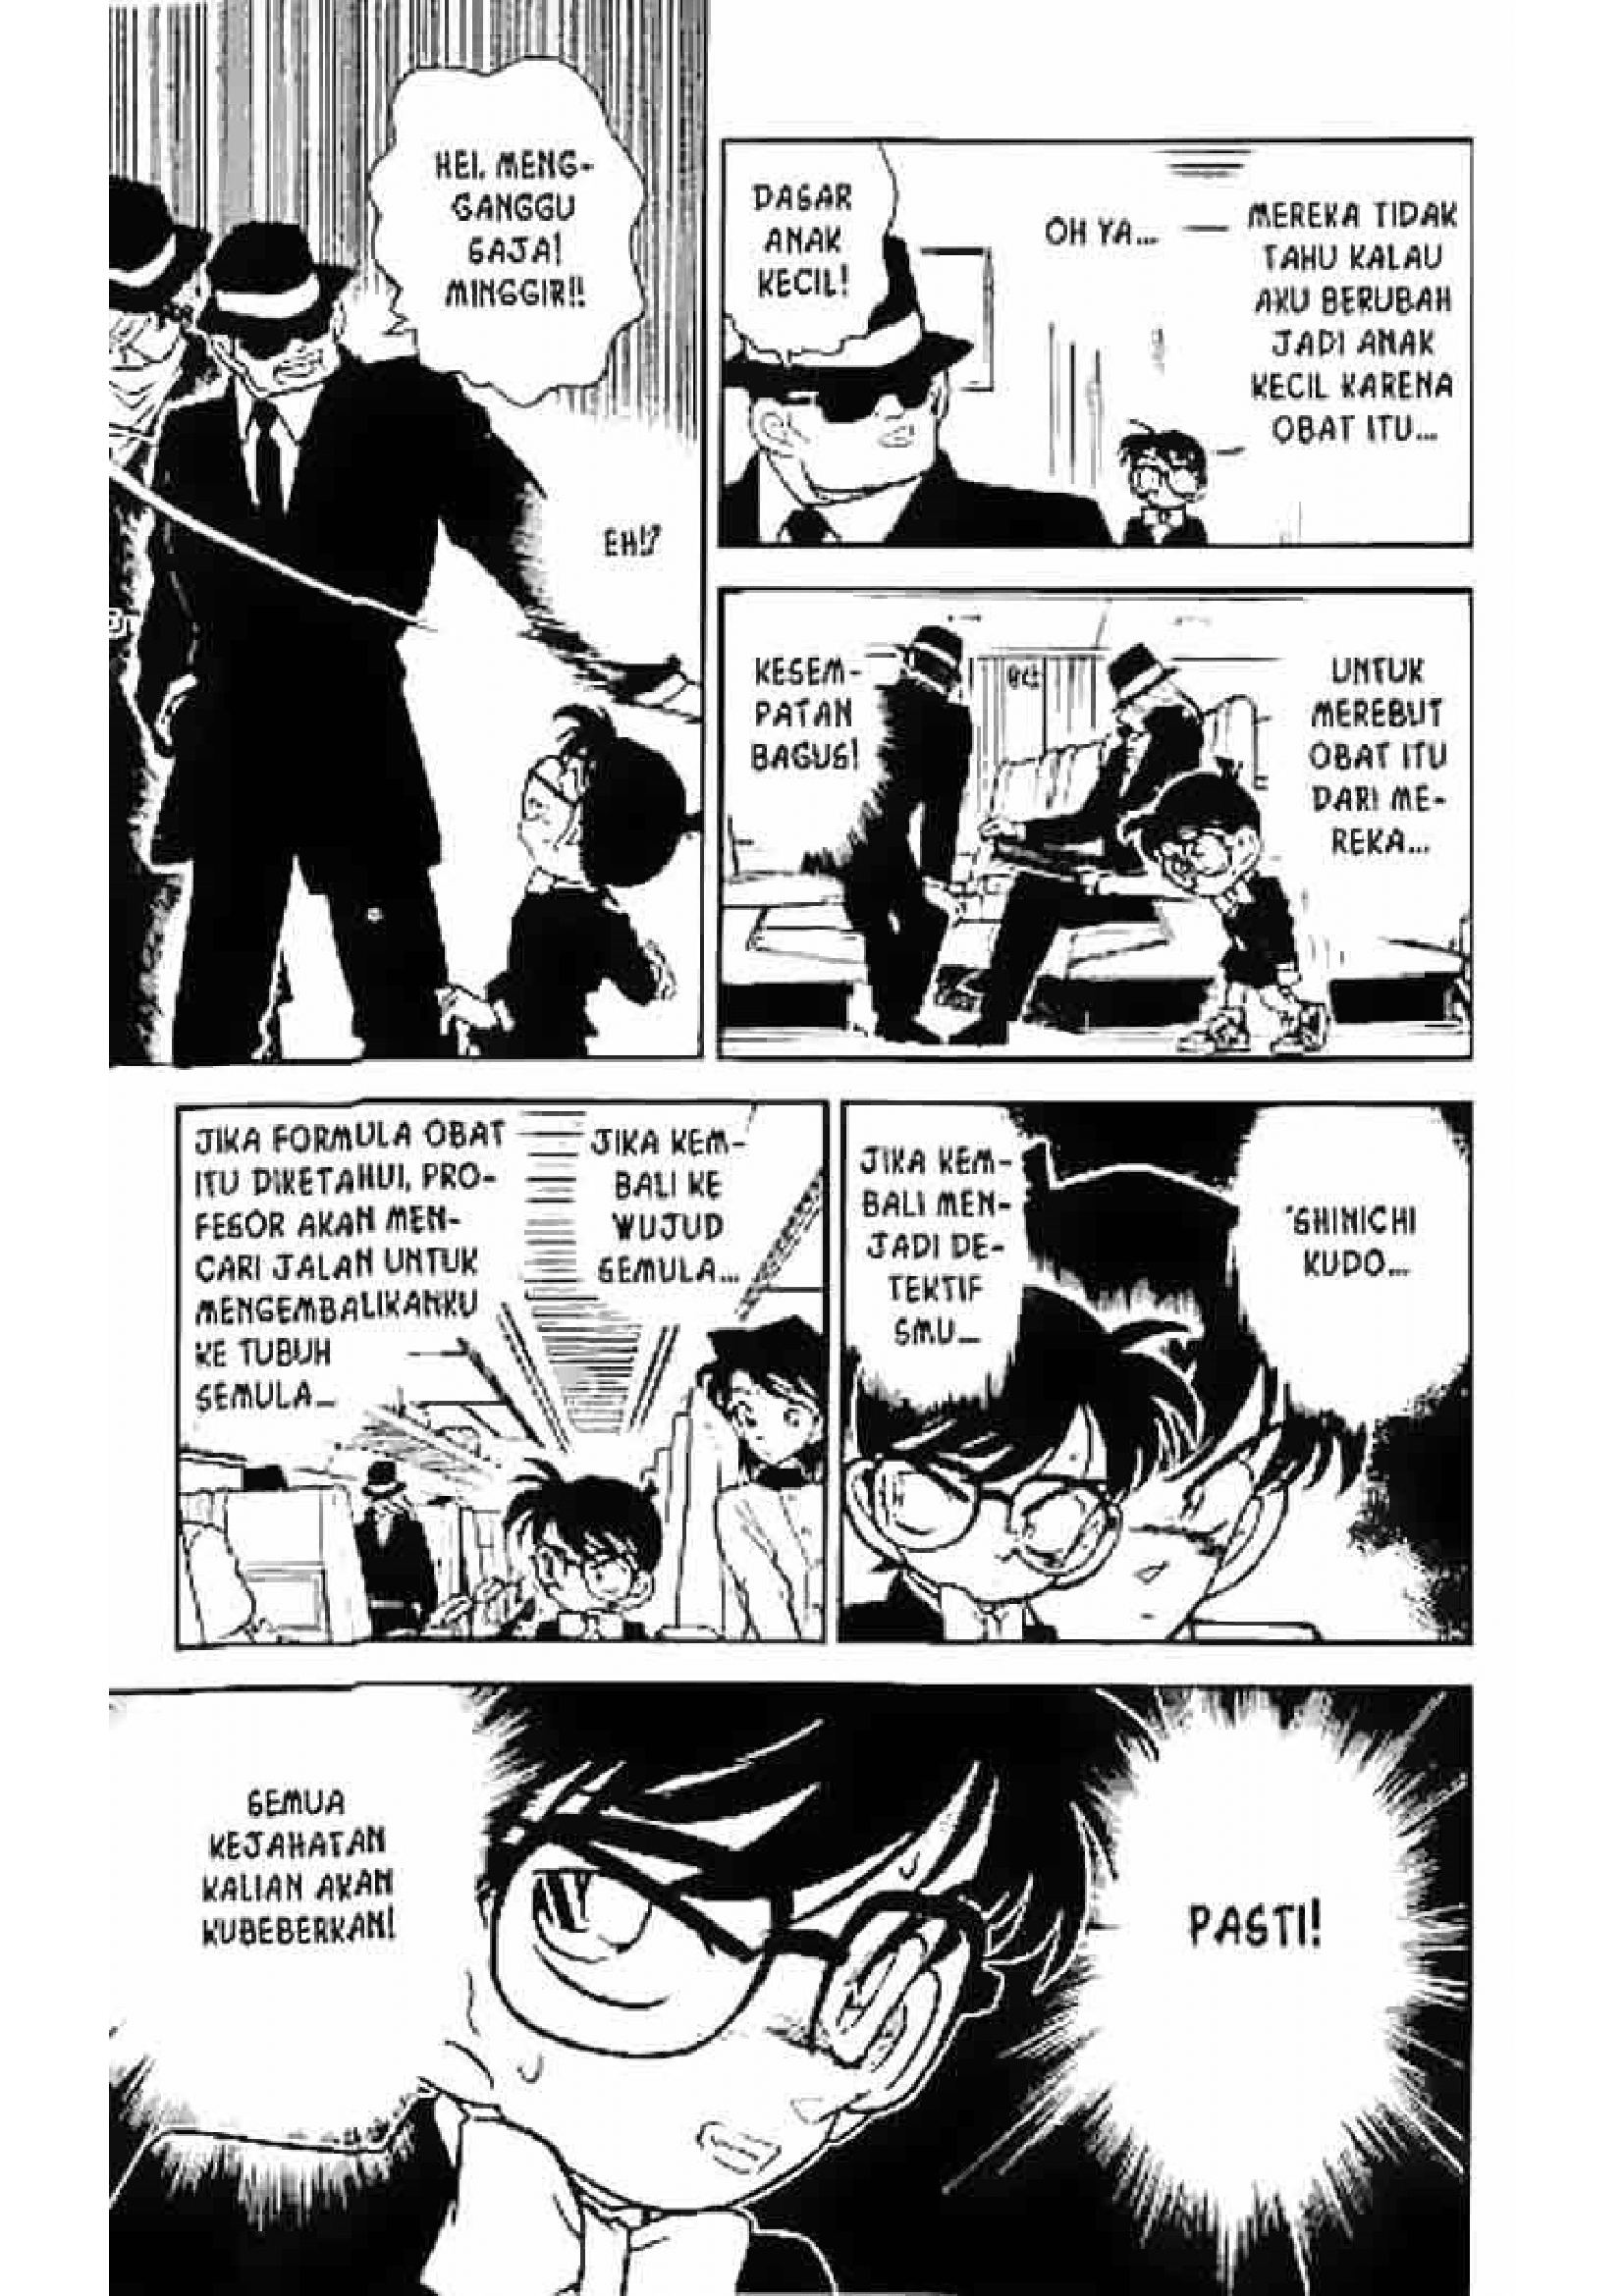 OH YA...
MEREKA TIDAK
TAHU KALAU
AKU BERUBAH
JADI ANAK
KECIL KARENA
OBAT ITU...
DASAR
ANAK
KECIL!
HEI, MENG-
GANGGU
SAJA!
MINGGIR!!
EH!?
UNTUK
MEREBUT
OBAT ITU
DARI ME-
REKA...
KESEM-
PATAN
BAGUS!
"SHINICHI
KUDO...
JIKA KEM-
BALI MEN-
JADI DE-
TEKTIF
SMU...
JIKA KEM-
BALI KE
WUJUD
SEMULA...
JIKA FORMULA OBAT
ITU DIKETAHUI, PRO-
FESOR AKAN MEN-
CARI JALAN UNTUK
MENGEMBALIKANKU
KE TUBUH
SEMULA...
PASTI!
SEMUA
KEJAHATAN
KALIAN AKAN
KUBEBERKAN!